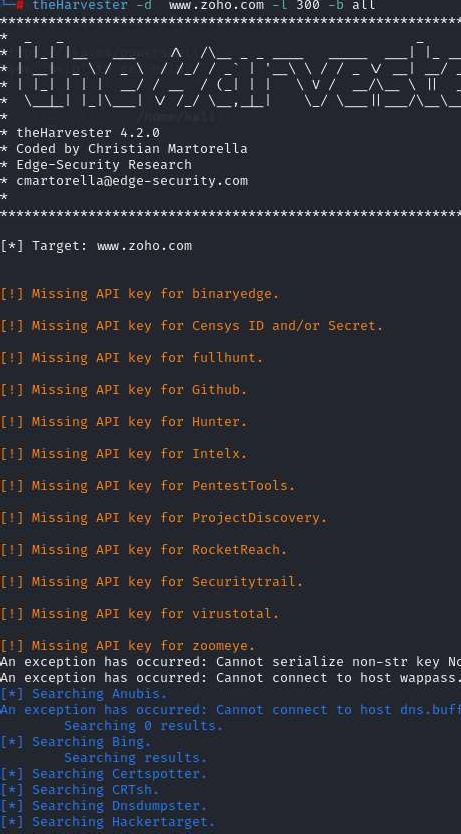 # theHarvester -d www.zoho.com -l 300 -b all
*******************************************************************
*
* theHarvester 4.2.0
* Coded by Christian Martorella
* Edge-Security Research
* cmartorella@edge-security.com
*
*******************************************************************
[*] Target: www.zoho.com
[!] Missing API key for binaryedge.
[!] Missing API key for Censys ID and/or Secret.
[!] Missing API key for fullhunt.
[!] Missing API key for Github.
[!] Missing API key for Hunter.
[!] Missing API key for Intelx.
[!] Missing API key for PentestTools.
[!] Missing API key for ProjectDiscovery.
[!] Missing API key for RocketReach.
[!] Missing API key for Securitytrail.
[!] Missing API key for virustotal.
[!] Missing API key for zoomeye.
An exception has occurred: Cannot serialize non-str key No
An exception has occurred: Cannot connect to host wappass.
[*] Searching Anubis.
An exception has occurred: Cannot connect to host dns.buff
Searching 0 results.
[*] Searching Bing.
Searching results.
[*] Searching Certspotter.
[*] Searching CRTsh.
[*] Searching Dnsdumpster.
[*] Searching Hackertarget.